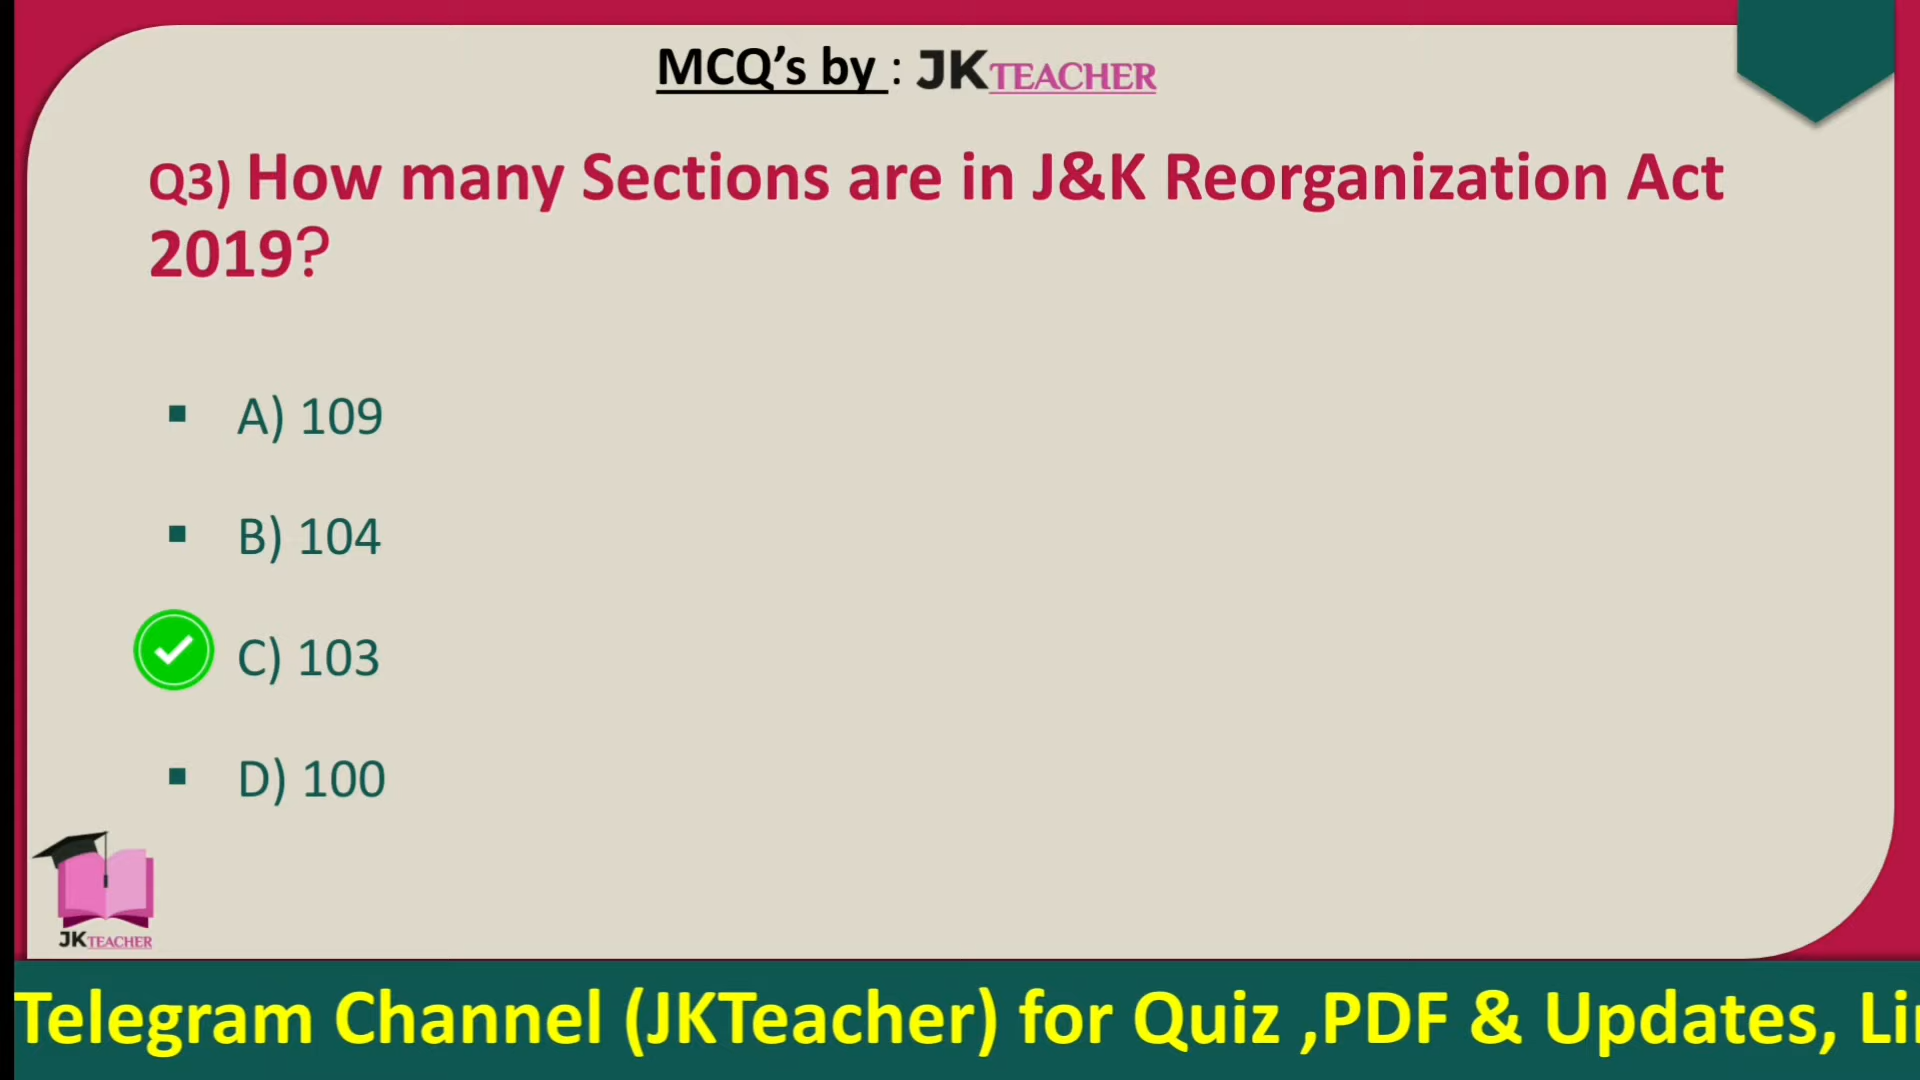 MCQ’s by : JKTEACHER
Q3) How many Sections are in J&K Reorganization Act
2019?
▪ A) 109
▪ B) 104
C) 103
▪ D) 100
JKTEACHER
Telegram Channel (JKTeacher) for Quiz ,PDF & Updates,